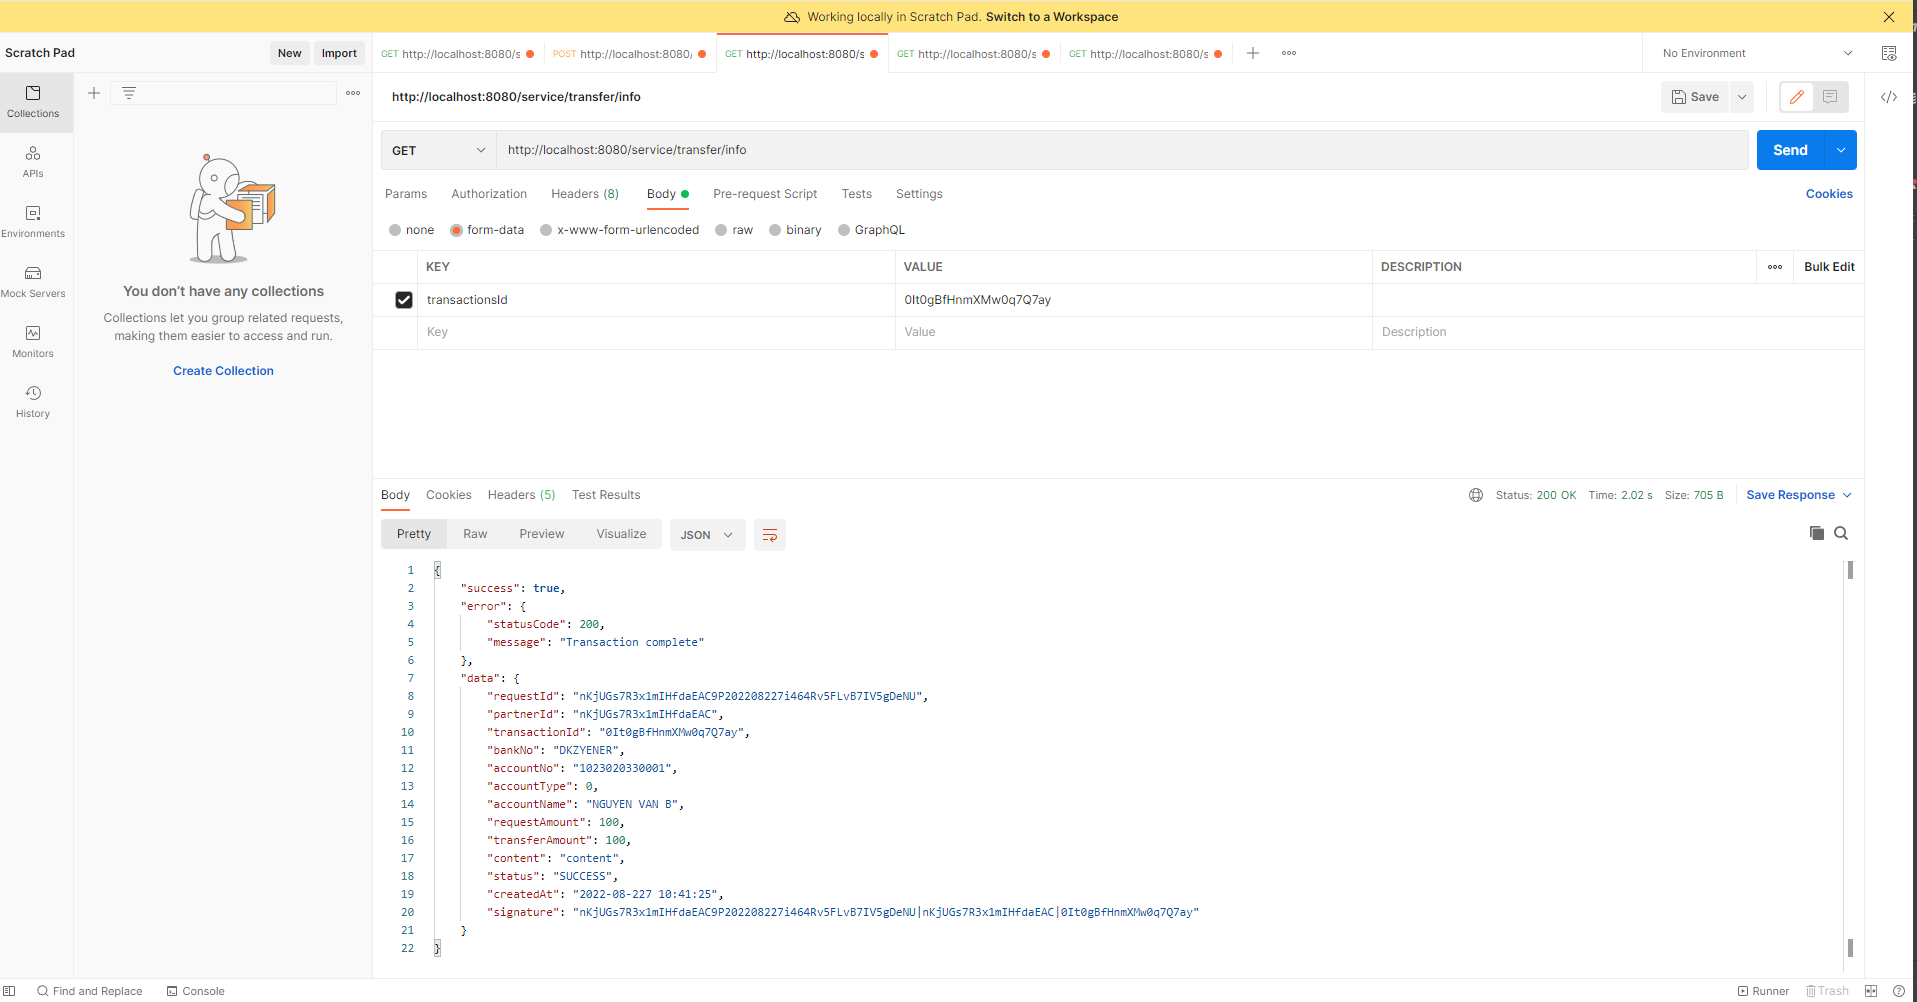 Working locally in Scratch Pad. Switch to a Workspace
Scratch Pad
New
Import
GET http://localhost:8080/s
POST http://localhost:8080/
GET http://localhost:8080/s
GET http://localhost:8080/s
GET http://localhost:8080/s
No Environment
Collections
APIs
Environments
Mock Servers
Monitors
History
You don't have any collections
Collections let you group related requests,
making them easier to access and run.
Create Collection
http://localhost:8080/service/transfer/info
Save
GET
http://localhost:8080/service/transfer/info
Send
Params Authorization Headers (8) Body Pre-request Script Tests Settings
Cookies
none form-data x-www-form-urlencoded raw binary GraphQL
KEY VALUE DESCRIPTION Bulk Edit
transactionsId 0It0gBfHnmXMw0q7Q7ay
Key Value Description
Body Cookies Headers (5) Test Results
Status: 200 OK Time: 2.02 s Size: 705 B Save Response
Pretty Raw Preview Visualize JSON
1 {
2 "success": true,
3 "error": {
4 "statusCode": 200,
5 "message": "Transaction complete"
6 },
7 "data": {
8 "requestId": "nKjUGs7R3x1mIHfdaEAC9P202208227i464Rv5FLvB7IV5gDeNU",
9 "partnerId": "nKjUGs7R3x1mIHfdaEAC",
10 "transactionId": "0It0gBfHnmXMw0q7Q7ay",
11 "bankNo": "DKZYENER",
12 "accountNo": "1023020330001",
13 "accountType": 0,
14 "accountName": "NGUYEN VAN B",
15 "requestAmount": 100,
16 "transferAmount": 100,
17 "content": "content",
18 "status": "SUCCESS",
19 "createdAt": "2022-08-227 10:41:25",
20 "signature": "nKjUGs7R3x1mIHfdaEAC9P202208227i464Rv5FLvB7IV5gDeNU|nKjUGs7R3x1mIHfdaEAC|0It0gBfHnmXMw0q7Q7ay"
21 }
22 }
Find and Replace
Console
Runner
Trash